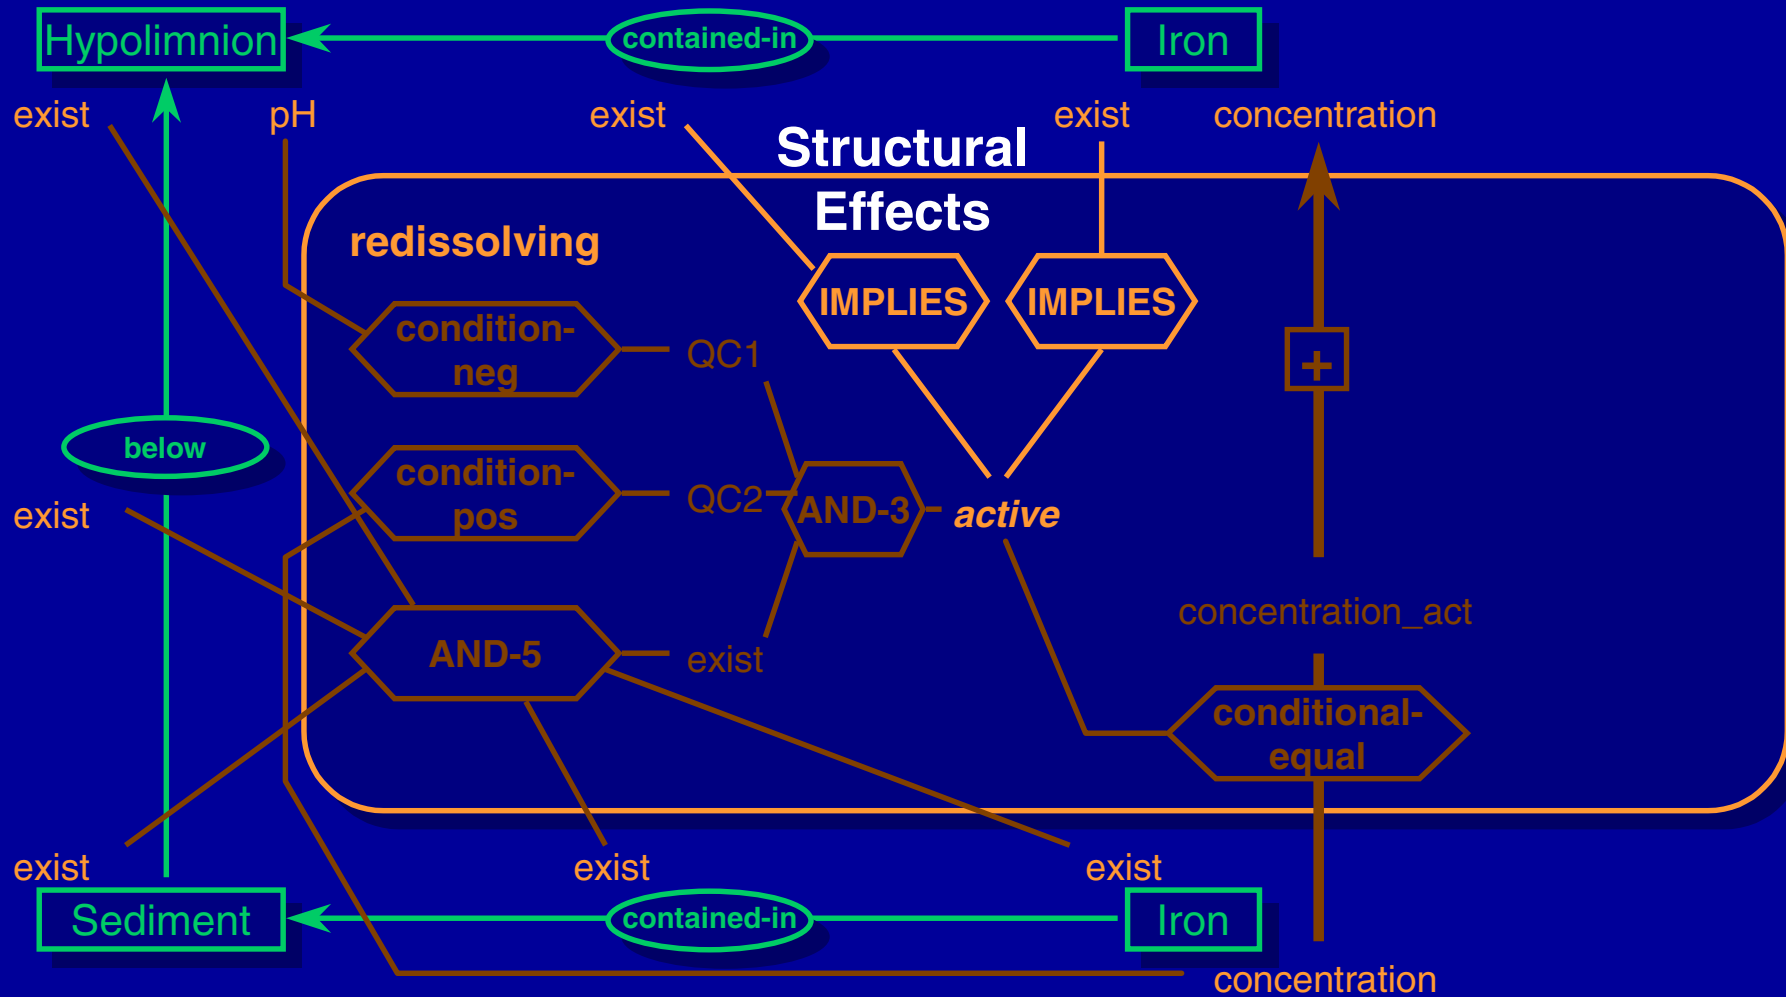 Hypolimnion
contained-in
Iron
exist
pH
exist
exist
concentration
Structural
Effects
redissolving
IMPLIES
IMPLIES
condition-
neg
QC1
+
below
condition-
pos
QC2
AND-3
active
exist
concentration_act
AND-5
exist
conditional-
equal
exist
exist
exist
Sediment
contained-in
Iron
concentration